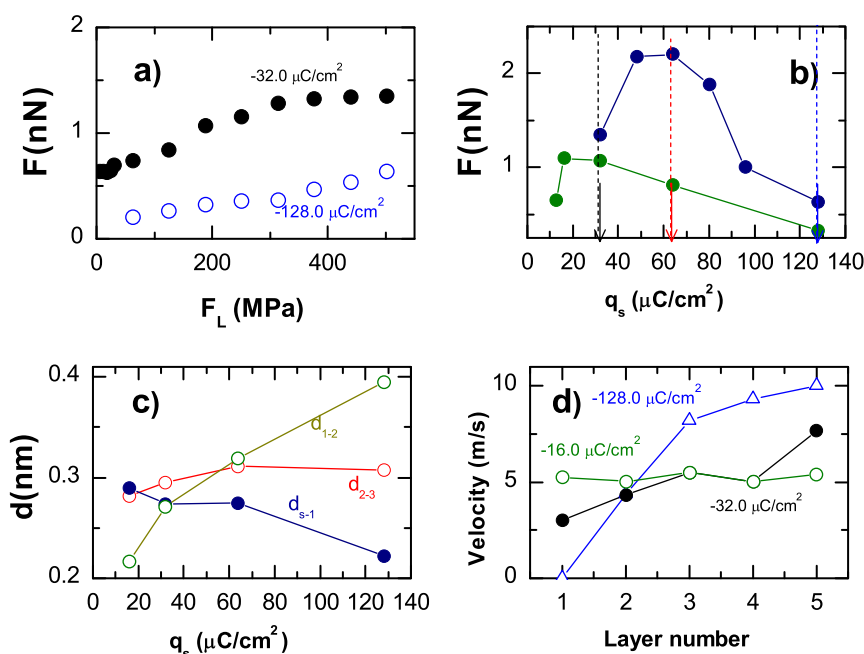 a)
-32.0 μC/cm²
-128.0 μC/cm²
F(nN)
2
1
0
0
200
400
F_L (MPa)
b)
F(nN)
2
1
20
40
60
80
100
120
140
q_s (μC/cm²)
c)
d_1-2
d_2-3
d_s-1
d(nm)
0.4
0.3
0.2
0
20
40
60
80
100
120
140
q_s (μC/cm²)
d)
-128.0 μC/cm²
-16.0 μC/cm²
-32.0 μC/cm²
Velocity (m/s)
10
5
0
1
2
3
4
5
Layer number